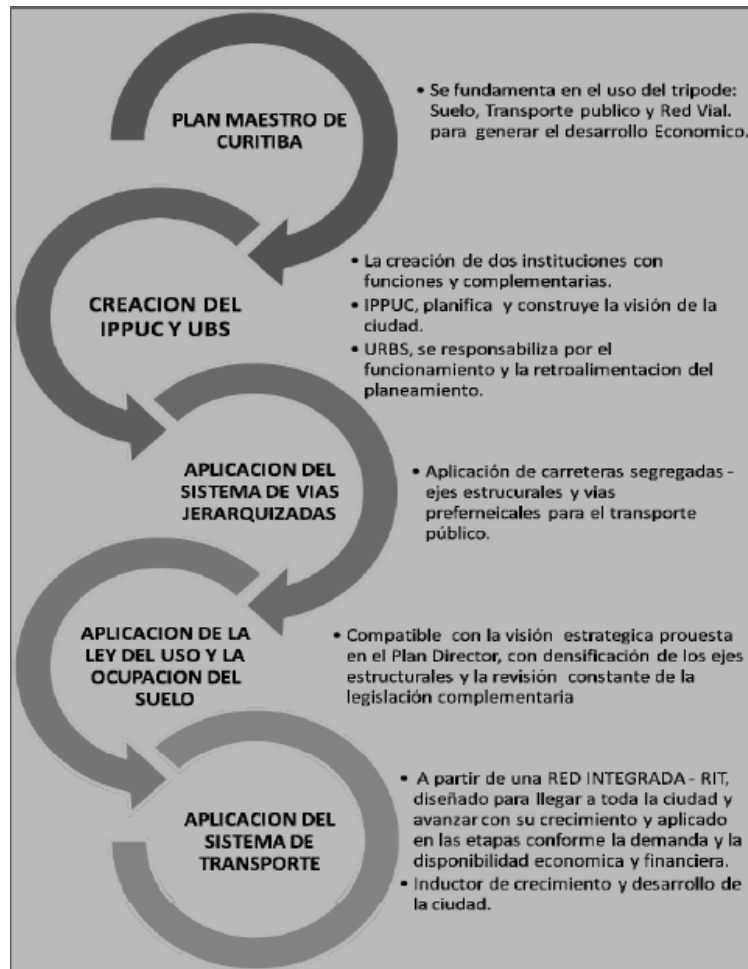 PLAN MAESTRO DE
CURITIBA
• Se fundamenta en el uso del tripode:
Suelo, Transporte publico y Red Vial.
para generar el desarrollo Economico.
CREACION DEL
IPPUC Y UBS
• La creación de dos instituciones con
funciones y complementarias.
• IPPUC, planifica y construye la visión de la
ciudad.
• URBS, se responsabiliza por el
funcionamiento y la retroalimentacion del
planeamiento.
APLICACION DEL
SISTEMA DE VIAS
JERARQUIZADAS
• Aplicación de carreteras segregadas -
ejes estrucurales y vias
preferneicales para el transporte
público.
APLICACION DE LA
LEY DEL USO Y LA
OCUPACION DEL
SUELO
• Compatible con la visión estrategica prouesta
en el Plan Director, con densificación de los ejes
estructurales y la revisión constante de la
legislación complementaria
APLICACION DEL
SISTEMA DE
TRANSPORTE
• A partir de una RED INTEGRADA - RIT,
diseñado para llegar a toda la ciudad y
avanzar con su crecimiento y aplicado
en las etapas conforme la demanda y la
disponibilidad economica y financiera.
• Inductor de crecimiento y desarrollo de
la ciudad.